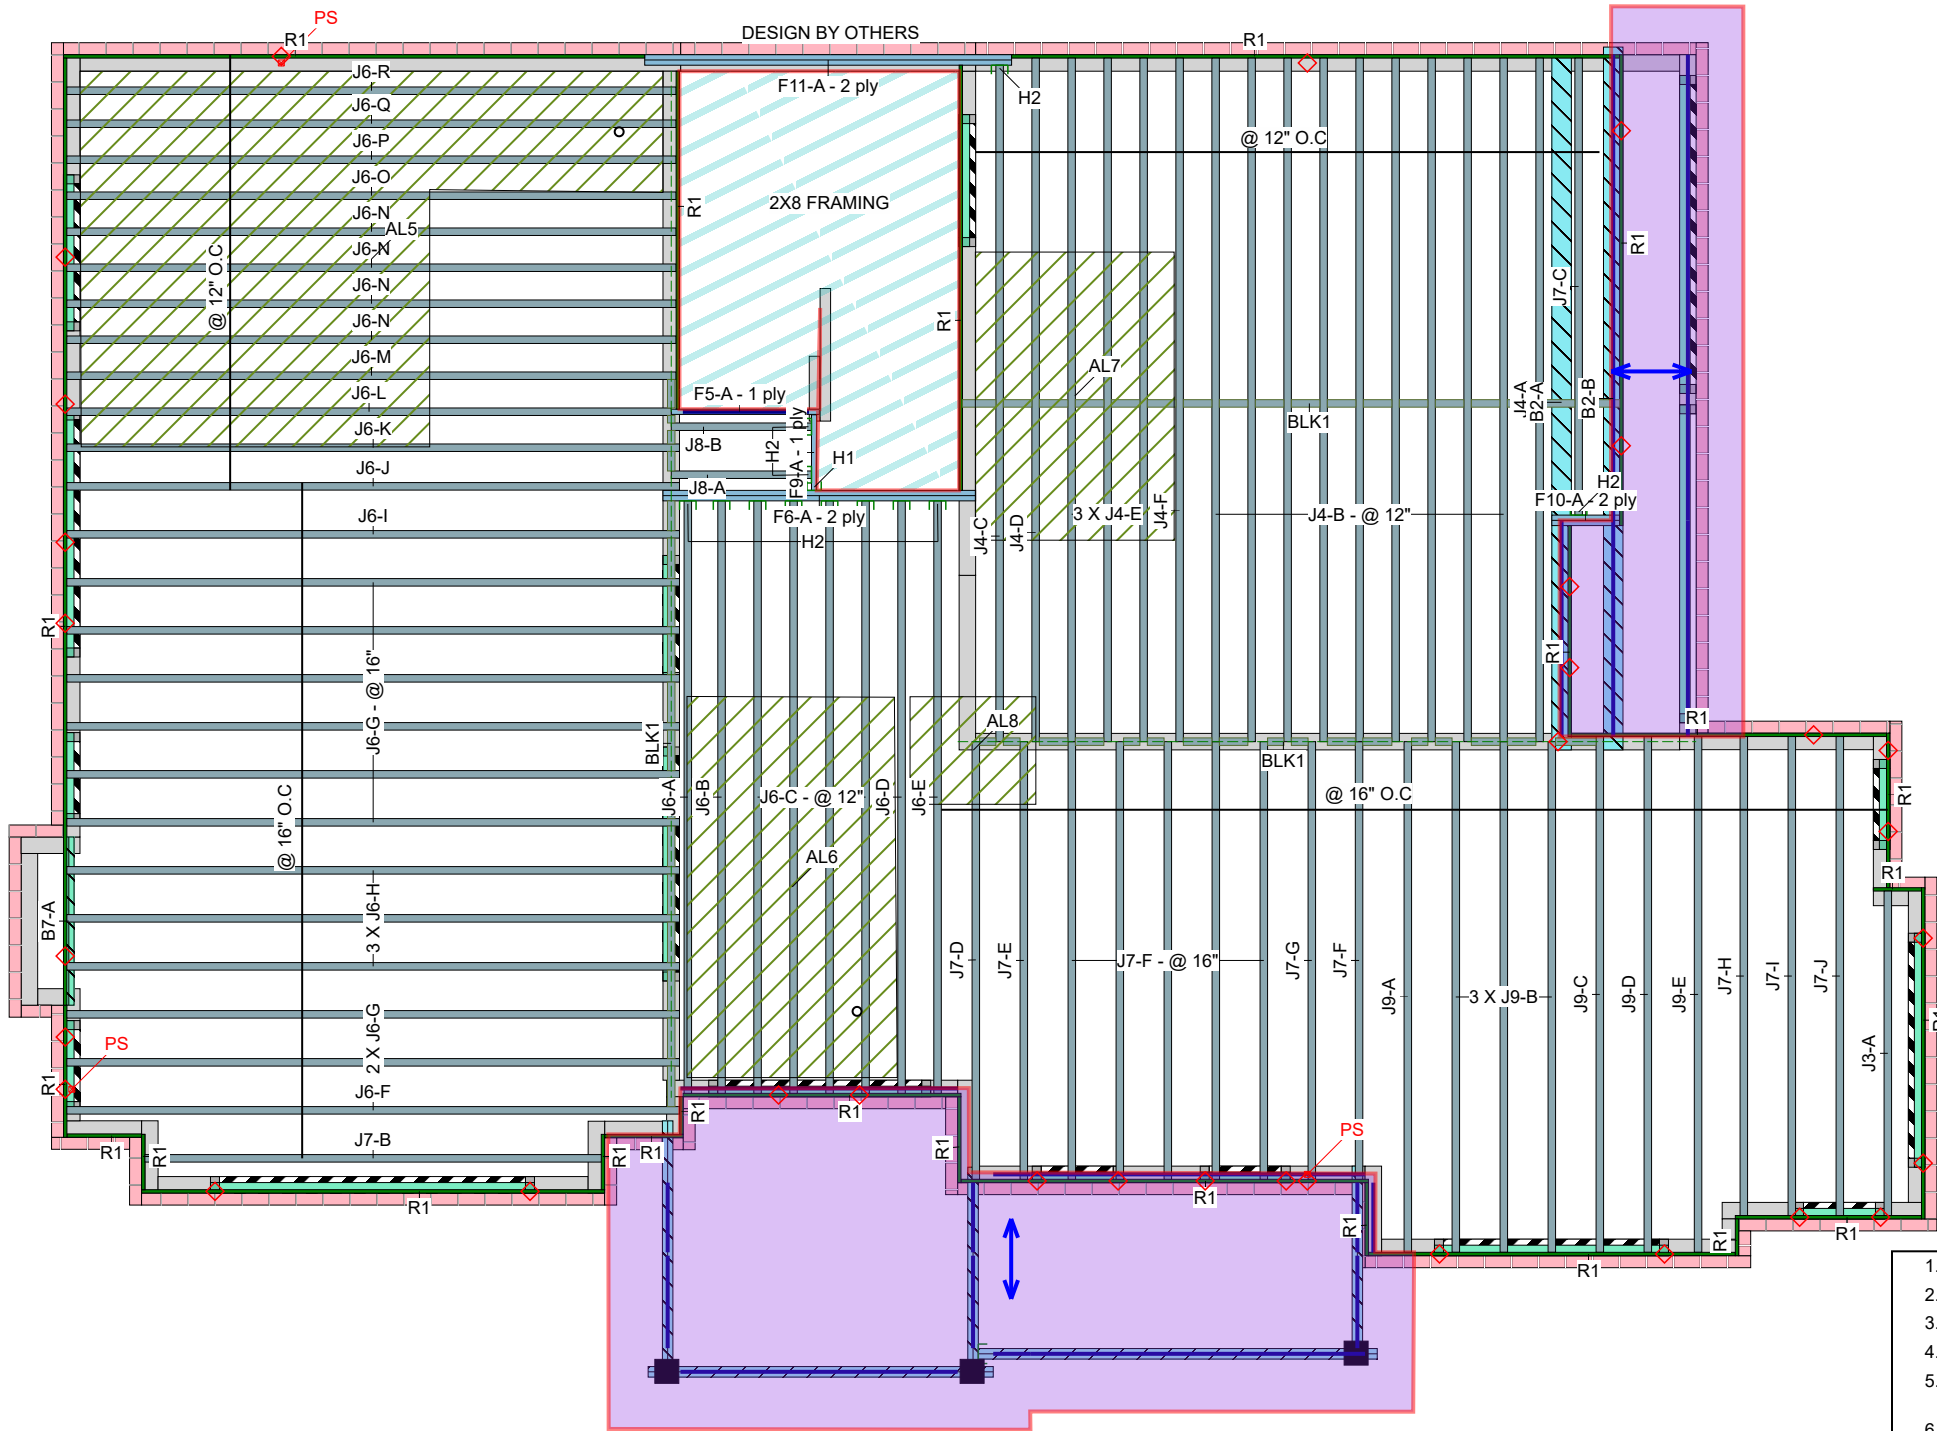 PS
R1
DESIGN BY OTHERS
R1
J6-R
J6-Q
J6-P
J6-O
J6-N
AL5
J6-N
J6-N
J6-N
J6-M
J6-L
J6-K
J6-J
J6-I
@ 12" O.C
F11-A - 2 ply
H2
@ 12" O.C
2X8 FRAMING
R1
R1
R1
J7-C
AL7
F5-A - 1 ply
J8-B
H2
F9-A - 1 ply
H1
J8-A
F6-A - 2 ply
H2
BLK1
J4-A
B2-A
B2-B
H2
F10-A - 2 ply
J4-C
J4-D
3 X J4-E
J4-F
J4-B - @ 12"
R1
R1
J6-G - @ 16"
BLK1
R1
AL8
BLK1
@ 16" O.C
@ 16" O.C
J6-A
J6-B
J6-C - @ 12"
J6-D
J6-E
R1
AL6
R1
B7-A
3 X J6-H
J7-D
J7-E
J7-F - @ 16"
J7-G
J7-F
J9-A
3 X J9-B
J9-C
J9-D
J9-E
J7-H
J7-I
J7-J
J3-A
R1
2 X J6-G
PS
R1
J6-F
R1
R1
R1
R1
J7-B
R1
R1
R1
PS
R1
R1
R1
R1
R1
R1
1.
2.
3.
4.
5.